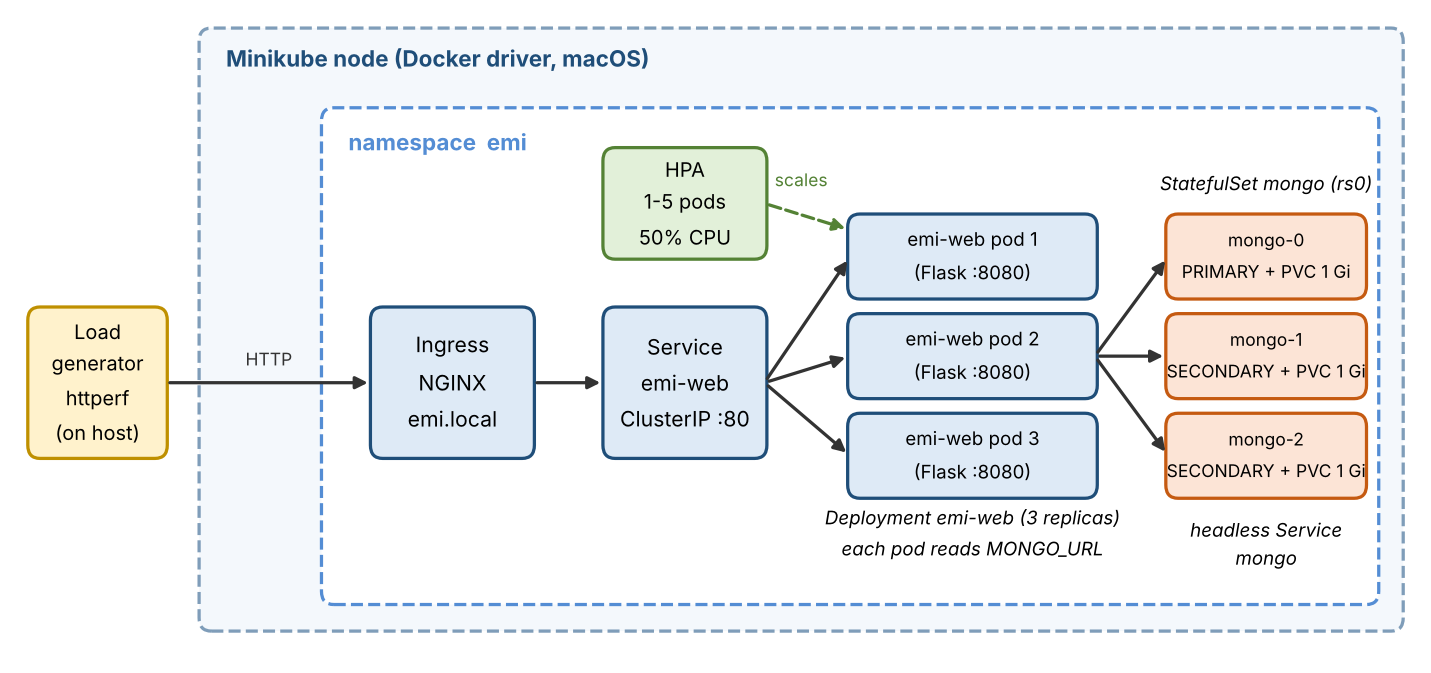 Minikube node (Docker driver, macOS)
namespace emi
HPA
1-5 pods
50% CPU
scales
StatefulSet mongo (rs0)
Load
generator
httperf
(on host)
HTTP
Ingress
NGINX
emi.local
Service
emi-web
ClusterIP :80
emi-web pod 1
(Flask :8080)
emi-web pod 2
(Flask :8080)
emi-web pod 3
(Flask :8080)
Deployment emi-web (3 replicas)
each pod reads MONGO_URL
mongo-0
PRIMARY + PVC 1 Gi
mongo-1
SECONDARY + PVC 1 Gi
mongo-2
SECONDARY + PVC 1 Gi
headless Service
mongo